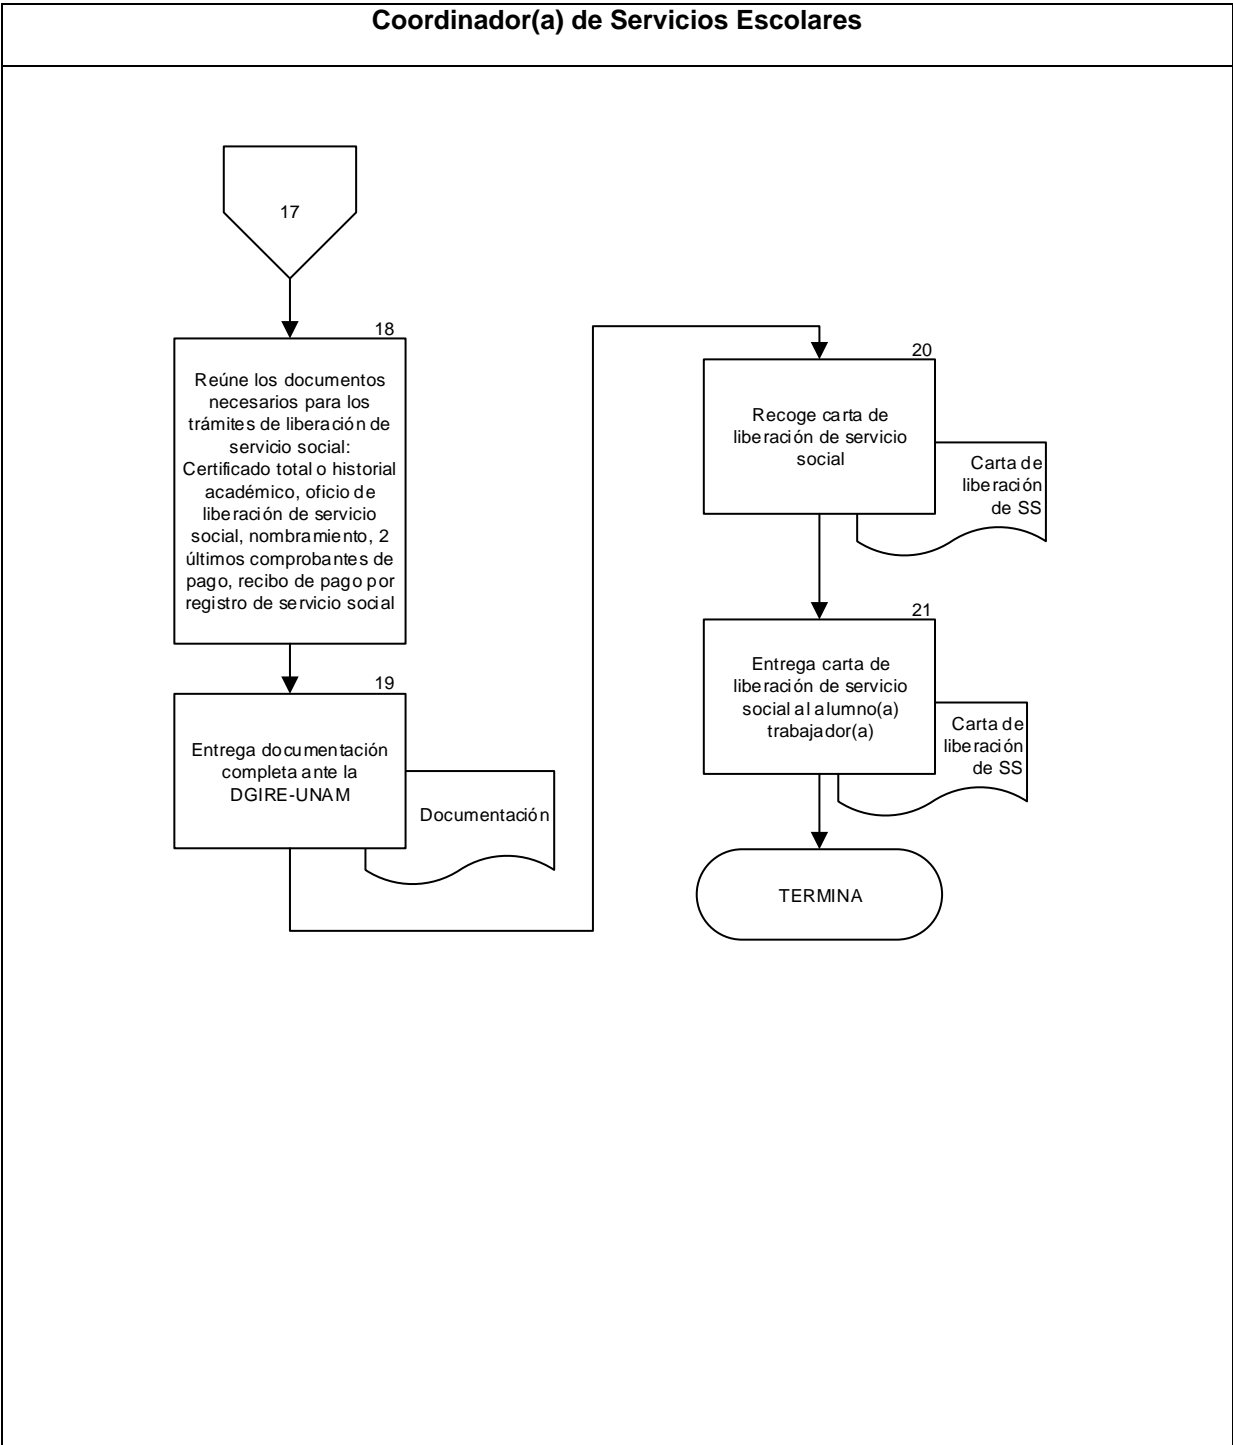 Coordinador(a) de Servicios Escolares
17
18
Reúne los documentos
necesarios para los
trámites de liberación de
servicio social:
Certificado total o historial
académico, oficio de
liberación de servicio
social, nombramiento, 2
últimos comprobantes de
pago, recibo de pago por
registro de servicio social
19
Entrega documentación
completa ante la
DGIRE-UNAM
Documentación
20
Recoge carta de
liberación de servicio
social
Carta de
liberación
de SS
21
Entrega carta de
liberación de servicio
social al alumno(a)
trabajador(a)
Carta de
liberación
de SS
TERMINA